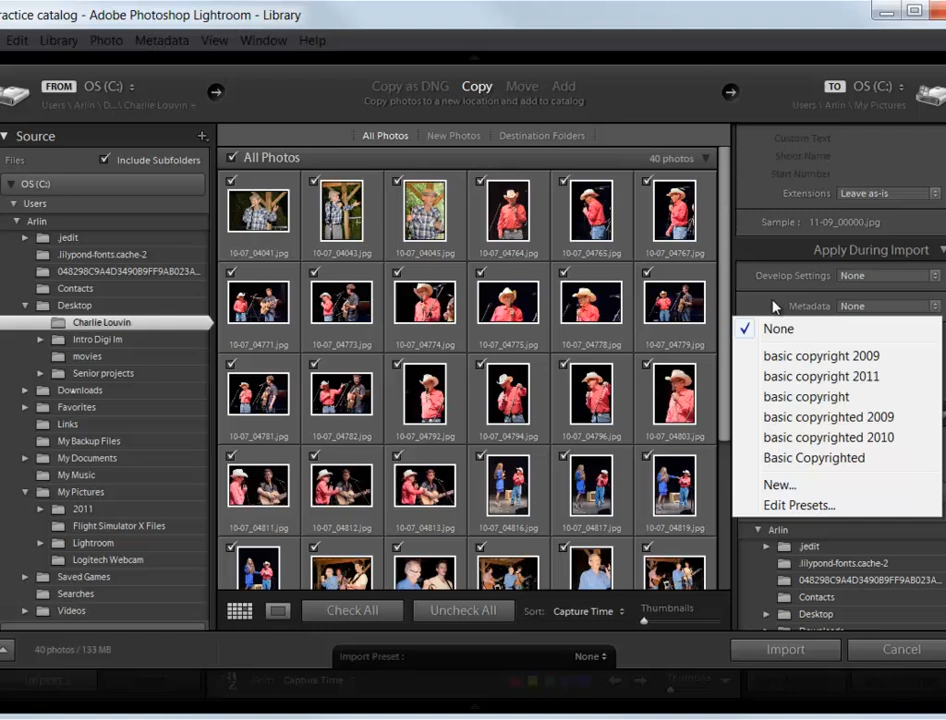 ractice catalog - Adobe Photoshop Lightroom - Library
Edit Library Photo Metadata View Window Help
FROM OS (C:)
Users \ Arlin \ D...\ Charlie Louvin
Copy as DNG Copy Move Add
Copy photos to a new location and add to catalog
TO OS (C:)
Users \ Arlin \ My Pictures
Source +
Files Include Subfolders
OS (C:)
Users
Arlin
.jedit
.lilypond-fonts.cache-2
048298C9A4D3490B9FF9AB023A...
Contacts
Desktop
Charlie Louvin
Intro Digi Im
movies
Senior projects
Downloads
Favorites
Links
My Backup Files
My Documents
My Music
My Pictures
2011
Flight Simulator X Files
Lightroom
Logitech Webcam
Saved Games
Searches
Videos
40 photos / 133 MB
All Photos New Photos Destination Folders
All Photos 40 photos
10-07_04041.jpg 10-07_04043.jpg 10-07_04045.jpg 10-07_04764.jpg 10-07_04765.jpg 10-07_04767.jpg
10-07_04771.jpg 10-07_04773.jpg 10-07_04774.jpg 10-07_04775.jpg 10-07_04778.jpg 10-07_04779.jpg
10-07_04781.jpg 10-07_04782.jpg 10-07_04792.jpg 10-07_04794.jpg 10-07_04796.jpg 10-07_04803.jpg
10-07_04811.jpg 10-07_04812.jpg 10-07_04813.jpg 10-07_04816.jpg 10-07_04817.jpg 10-07_04819.jpg
Check All Uncheck All Sort: Capture Time Thumbnails
Import Preset : None
Custom Text
Shoot Name
Start Number
Extensions Leave as-is
Sample : 11-09_00000.jpg
Apply During Import
Develop Settings None
Metadata None
None
basic copyright 2009
basic copyright 2011
basic copyright
basic copyrighted 2009
basic copyrighted 2010
Basic Copyrighted
New...
Edit Presets...
Arlin
.jedit
.lilypond-fonts.cache-2
048298C9A4D3490B9FF9AB023A...
Contacts
Desktop
Import Cancel
Import...
Capture Time